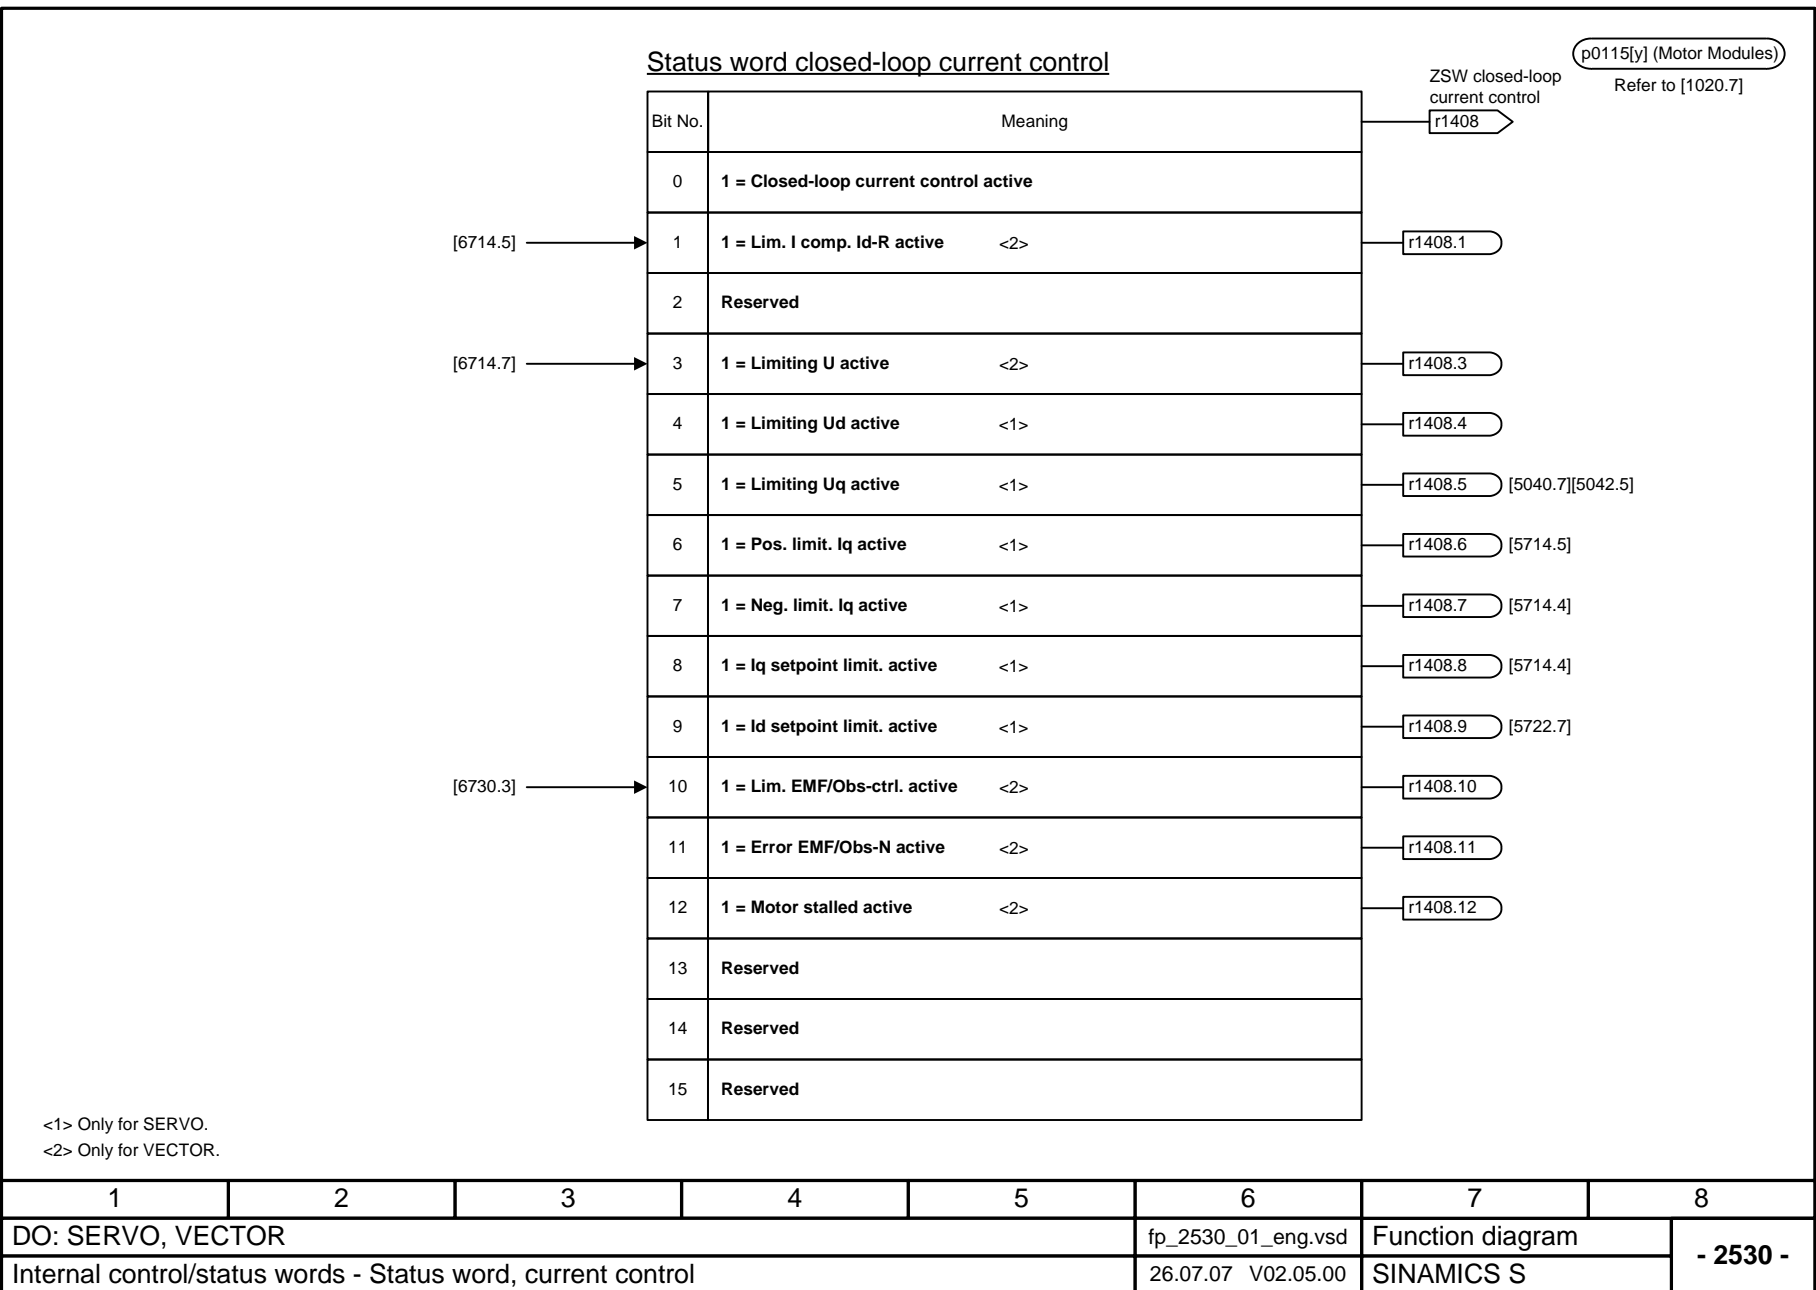 Status word closed-loop current control
p0115[y] (Motor Modules)
Refer to [1020.7]
ZSW closed-loop
current control
Bit No. Meaning r1408
0 1 = Closed-loop current control active
[6714.5] 1 1 = Lim. I comp. Id-R active <2> r1408.1
2 Reserved
[6714.7] 3 1 = Limiting U active <2> r1408.3
4 1 = Limiting Ud active <1> r1408.4
5 1 = Limiting Uq active <1> r1408.5 [5040.7][5042.5]
6 1 = Pos. limit. Iq active <1> r1408.6 [5714.5]
7 1 = Neg. limit. Iq active <1> r1408.7 [5714.4]
8 1 = Iq setpoint limit. active <1> r1408.8 [5714.4]
9 1 = Id setpoint limit. active <1> r1408.9 [5722.7]
[6730.3] 10 1 = Lim. EMF/Obs-ctrl. active <2> r1408.10
11 1 = Error EMF/Obs-N active <2> r1408.11
12 1 = Motor stalled active <2> r1408.12
13 Reserved
14 Reserved
15 Reserved
<1> Only for SERVO.
<2> Only for VECTOR.
1 2 3 4 5 6 7 8
DO: SERVO, VECTOR fp_2530_01_eng.vsd Function diagram
- 2530 -
Internal control/status words - Status word, current control 26.07.07 V02.05.00 SINAMICS S